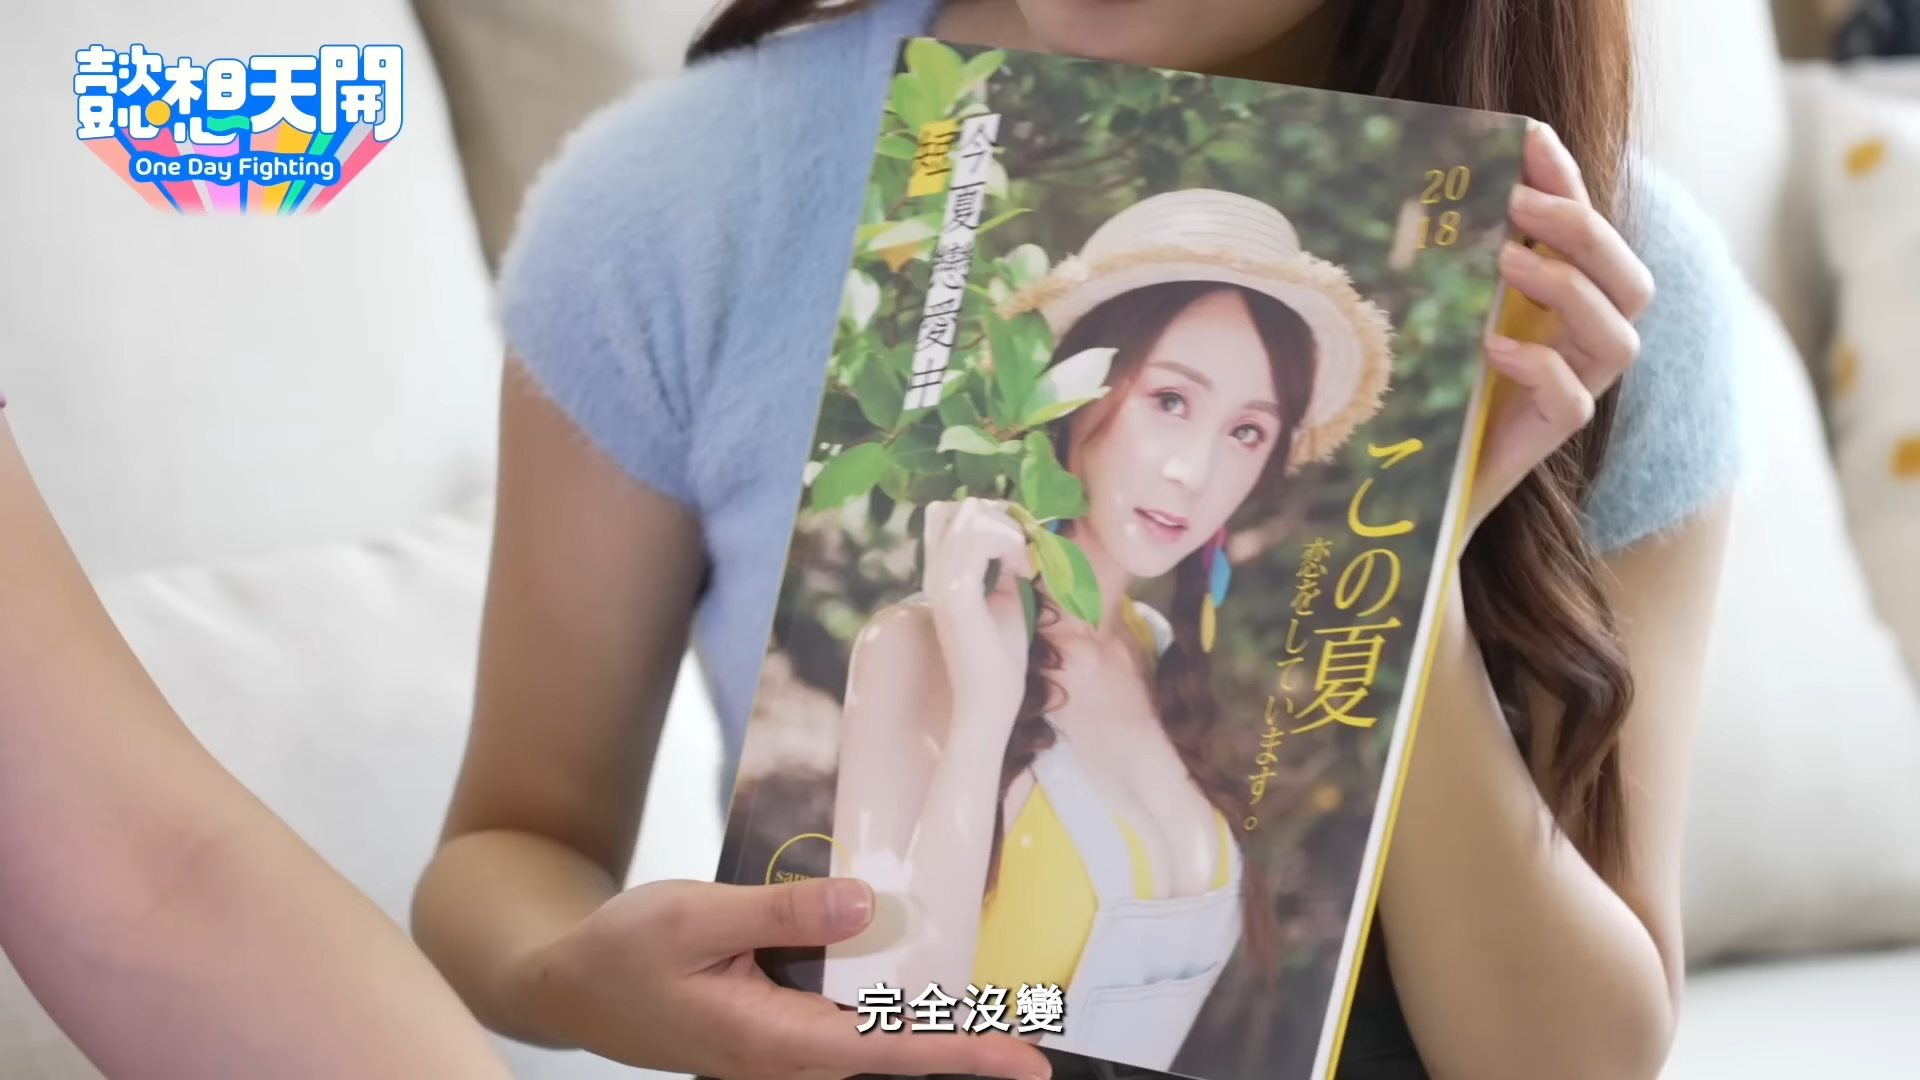 懿想天開
One Day Fighting
今夏戀愛中
2018
この夏
恋をしています。
完全沒變